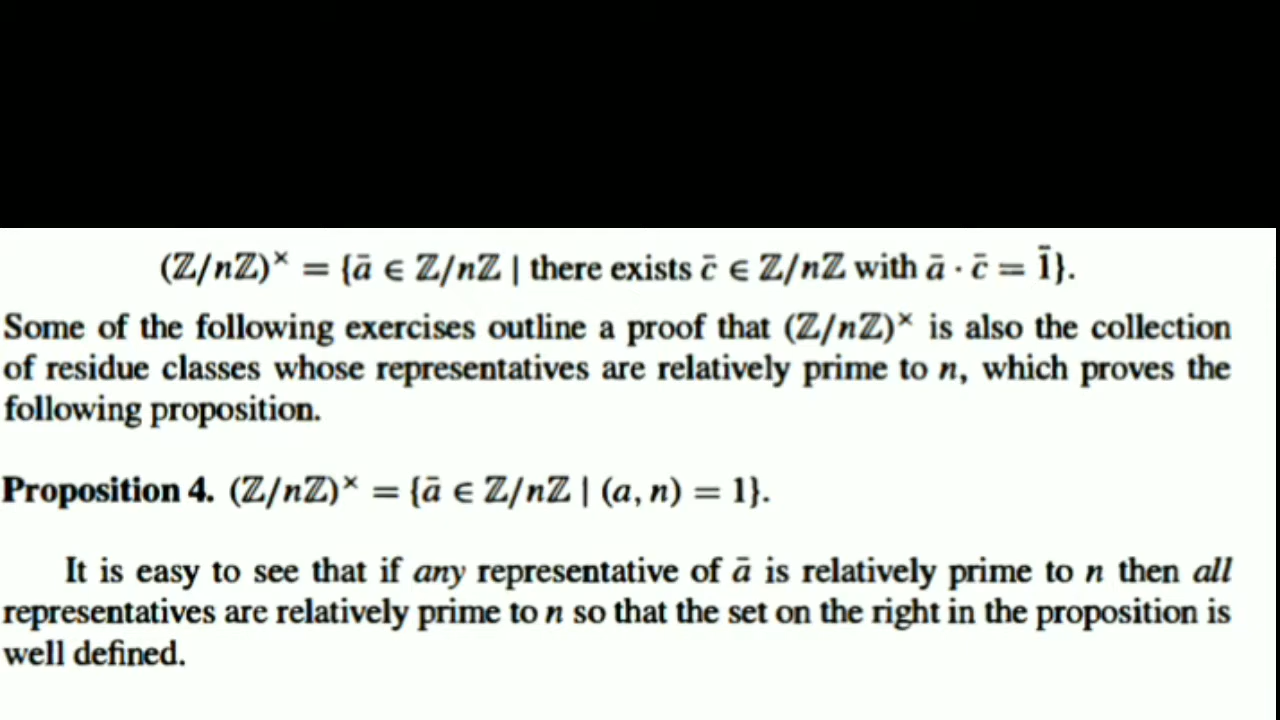 (ℤ/nℤ)ˣ = {ā ∈ ℤ/nℤ | there exists c̄ ∈ ℤ/nℤ with ā · c̄ = 1̄}.
Some of the following exercises outline a proof that (ℤ/nℤ)ˣ is also the collection
of residue classes whose representatives are relatively prime to n, which proves the
following proposition.
Proposition 4. (ℤ/nℤ)ˣ = {ā ∈ ℤ/nℤ | (a, n) = 1}.
It is easy to see that if any representative of ā is relatively prime to n then all
representatives are relatively prime to n so that the set on the right in the proposition is
well defined.